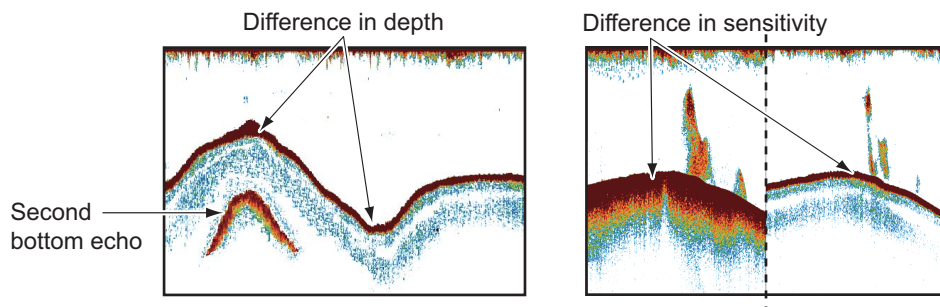 Difference in depth
Difference in sensitivity
Second
bottom echo